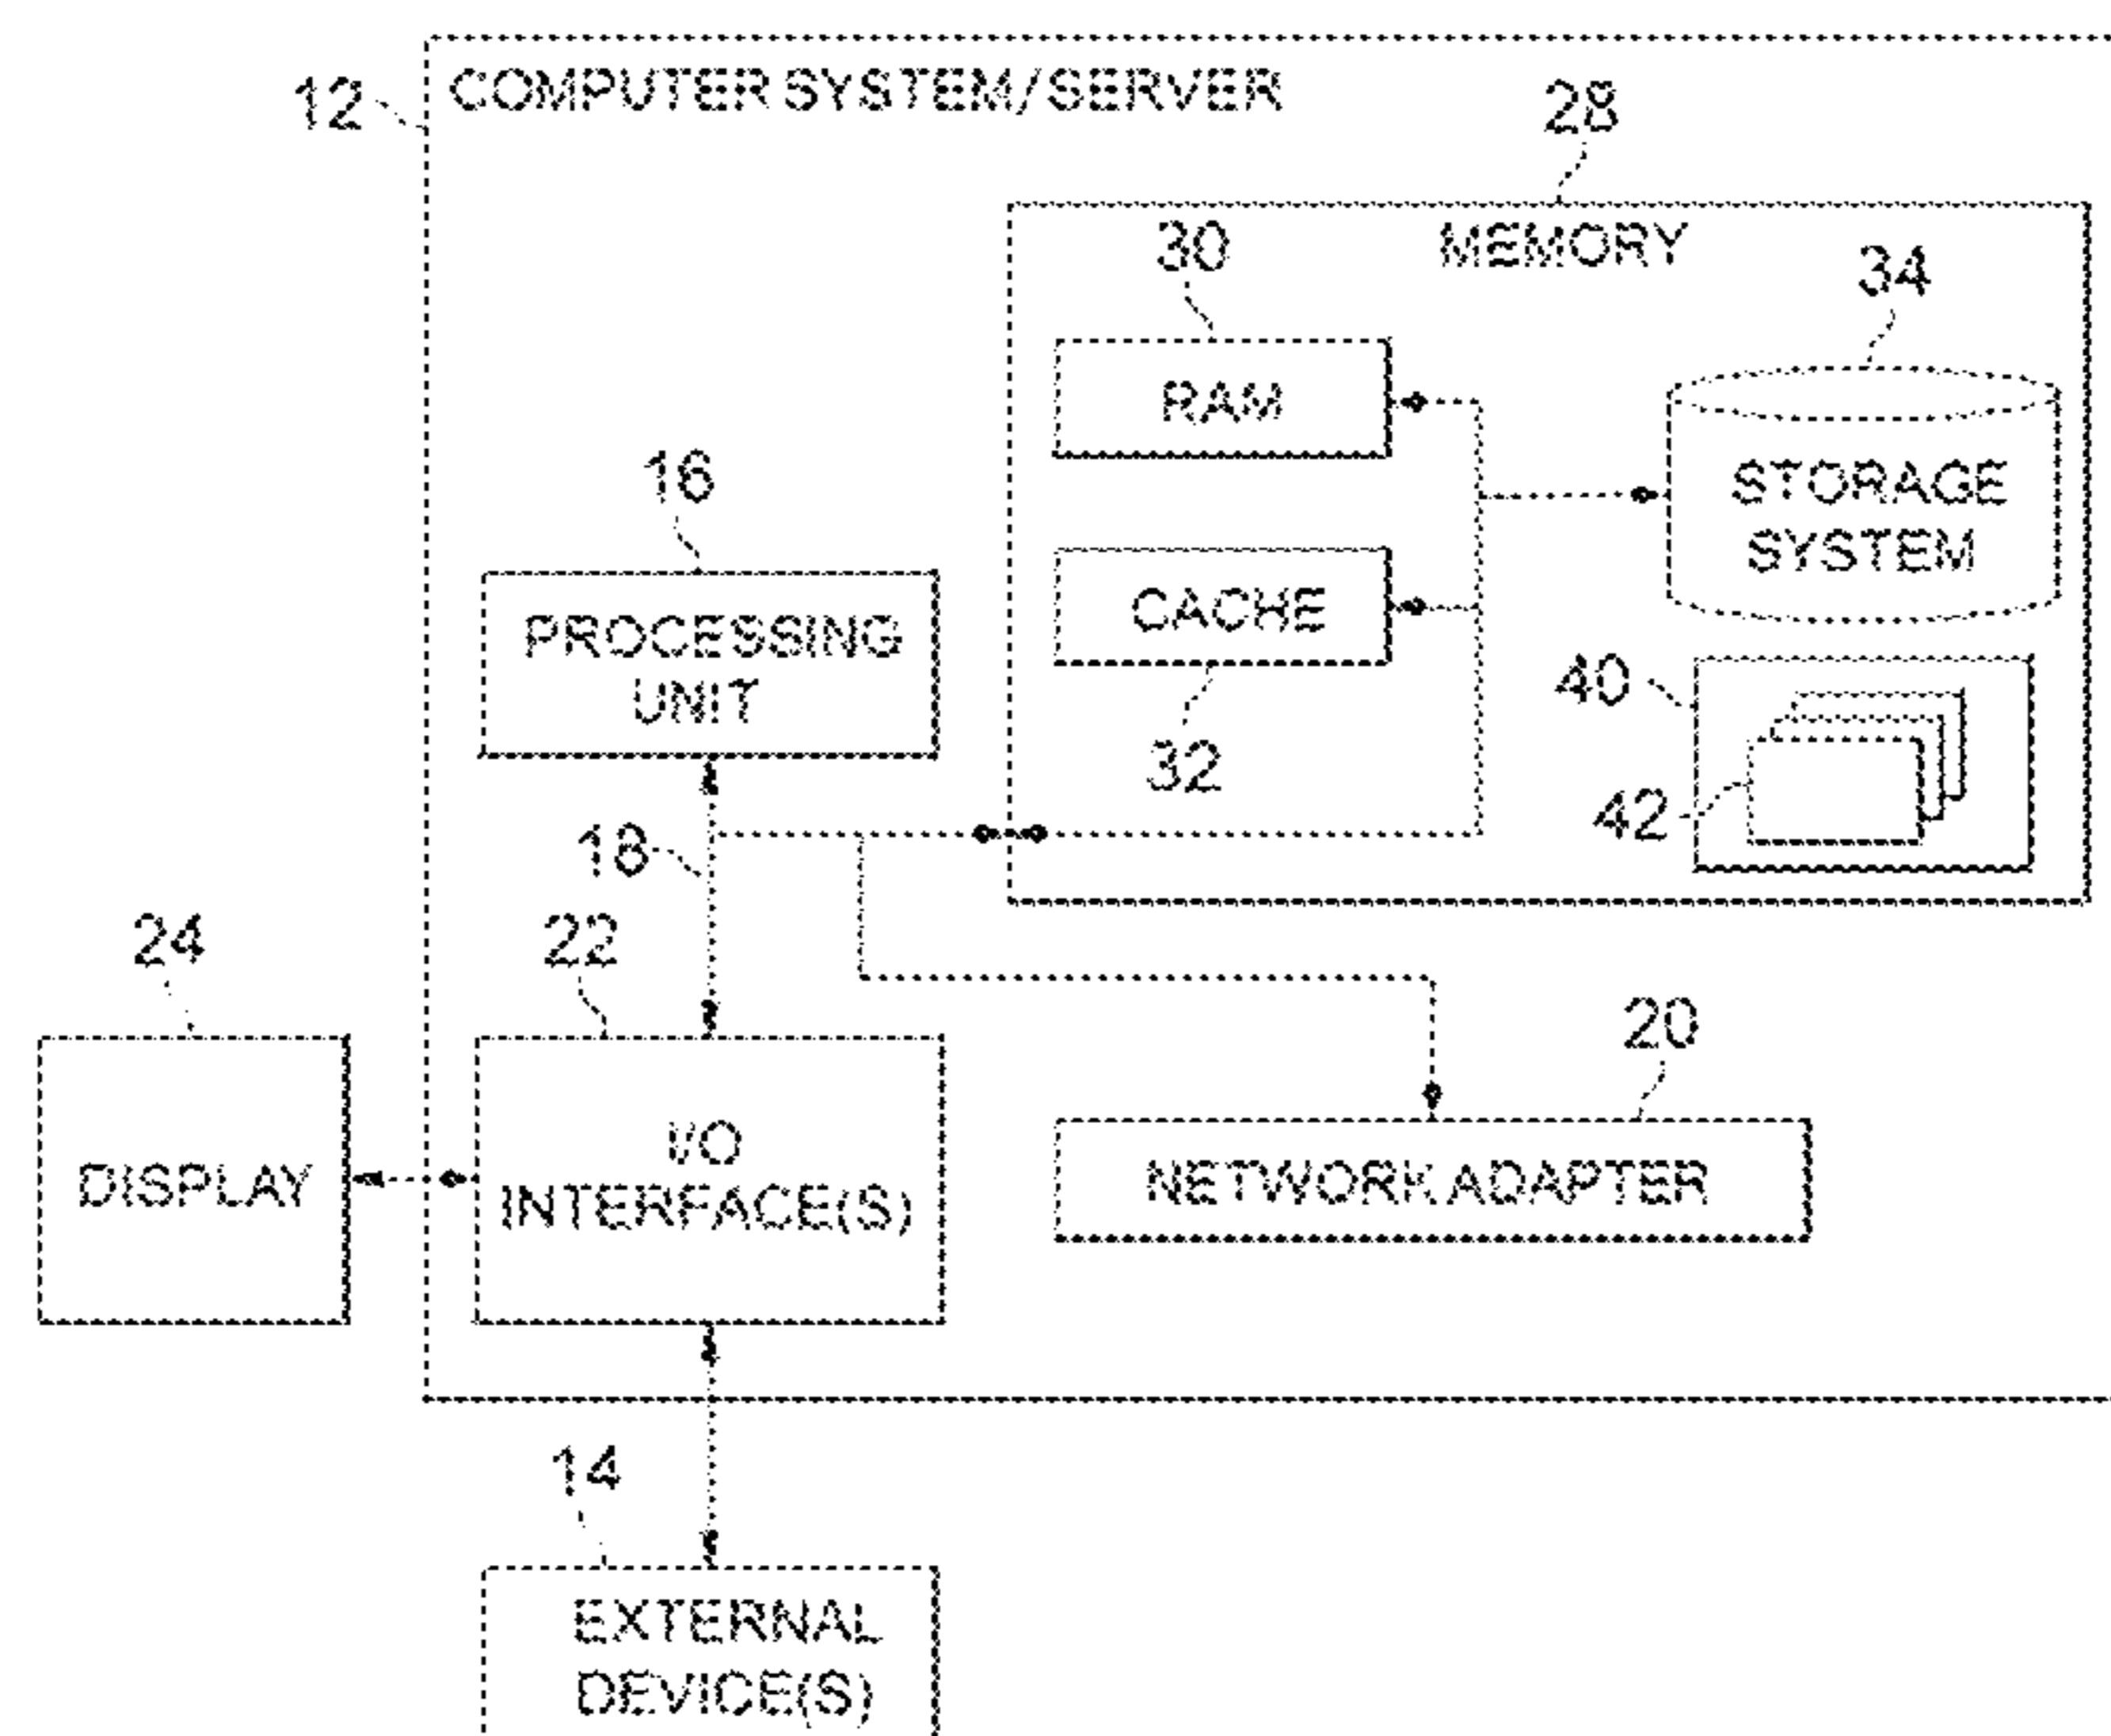 12
COMPUTER SYSTEM/SERVER
28
MEMORY
30
34
RAM
16
STORAGE
SYSTEM
CACHE
PROCESSING
UNIT
40
32
42
18
24
22
20
DISPLAY
I/O
INTERFACE(S)
NETWORK ADAPTER
14
EXTERNAL
DEVICE(S)